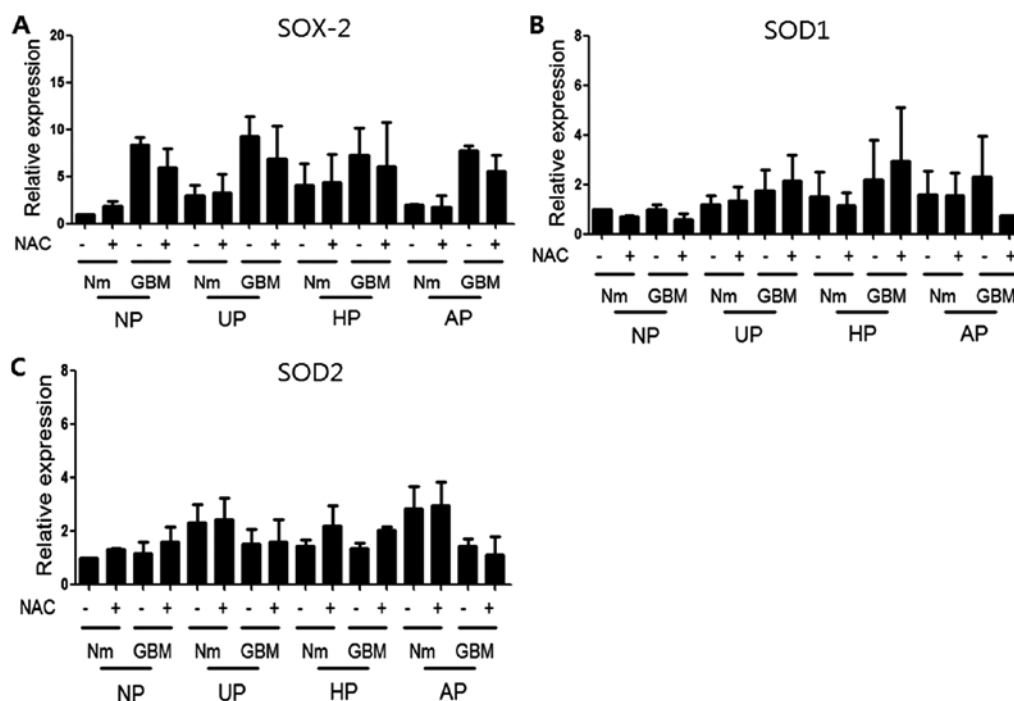 A
SOX-2
Relative expression
20
15
10
5
0
NAC - + - + - + - + - + - + - + - +
Nm GBM Nm GBM Nm GBM Nm GBM
NP UP HP AP
B
SOD1
Relative expression
8
6
4
2
0
NAC - + - + - + - + - + - + - + - +
Nm GBM Nm GBM Nm GBM Nm GBM
NP UP HP AP
C
SOD2
Relative expression
8
6
4
2
0
NAC - + - + - + - + - + - + - + - +
Nm GBM Nm GBM Nm GBM Nm GBM
NP UP HP AP